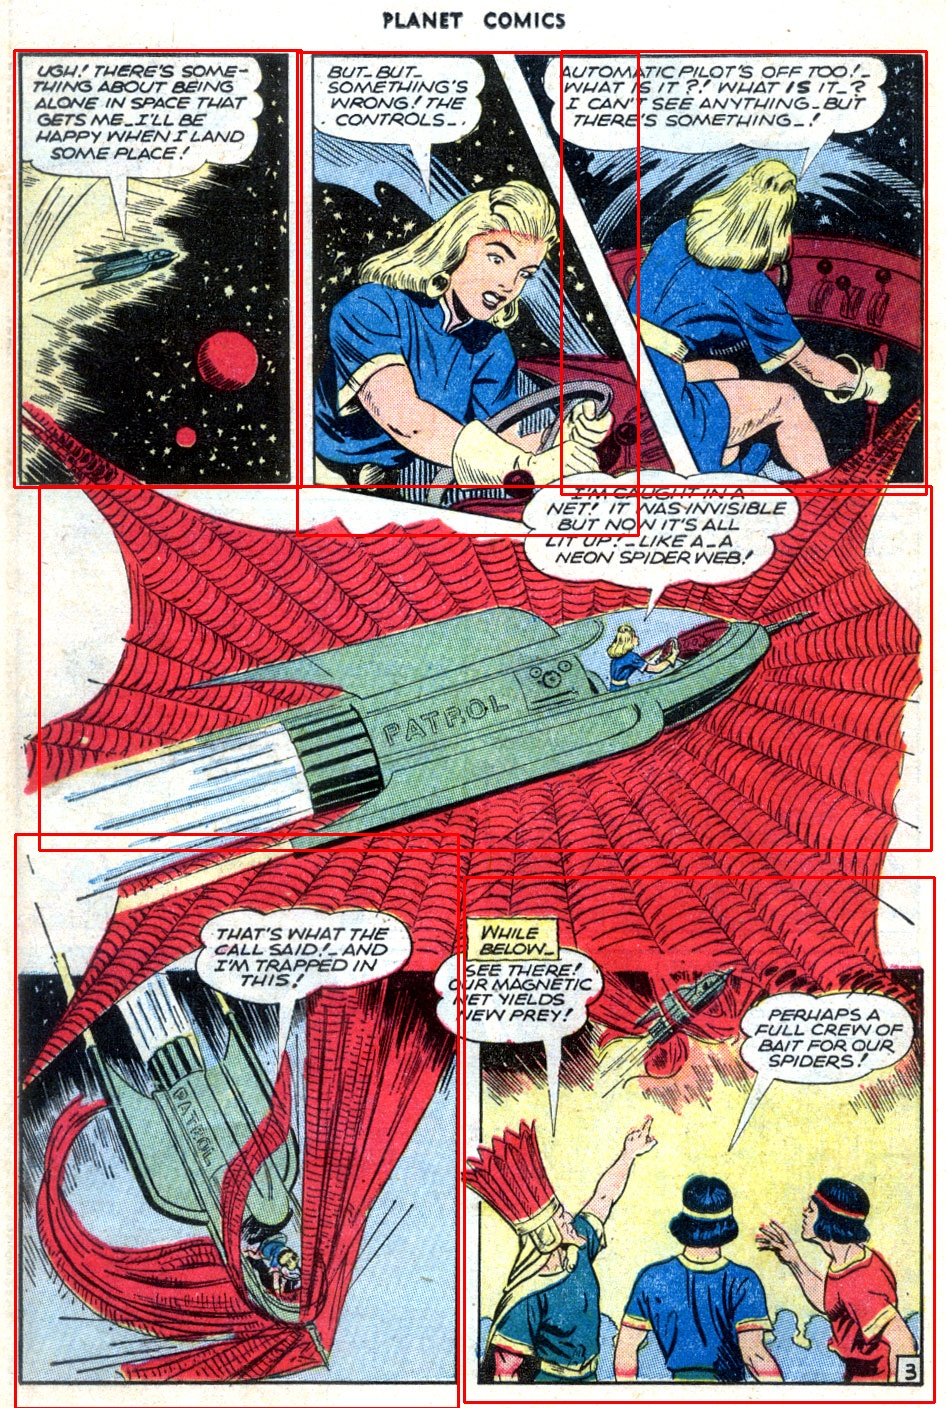 PLANET COMICS
UGH! THERE'S SOME-
THING ABOUT BEING
ALONE IN SPACE THAT
GETS ME_I'LL BE
HAPPY WHEN I LAND
SOME PLACE!
BUT_BUT_
SOMETHING'S
WRONG! THE
CONTROLS_.
AUTOMATIC PILOT'S OFF TOO!_
WHAT IS IT?! WHAT IS IT_?
I CAN'T SEE ANYTHING_BUT
THERE'S SOMETHING_!
I'M CAUGHT IN A
NET! IT WAS INVISIBLE
BUT NOW IT'S ALL
LIT UP!_LIKE A_A
NEON SPIDER WEB!
PATROL
THAT'S WHAT THE
CALL SAID!_AND
I'M TRAPPED IN
THIS!
PATROL
WHILE
BELOW_
SEE THERE!
OUR MAGNETIC
NET YIELDS
NEW PREY!
PERHAPS A
FULL CREW OF
BAIT FOR OUR
SPIDERS!
3